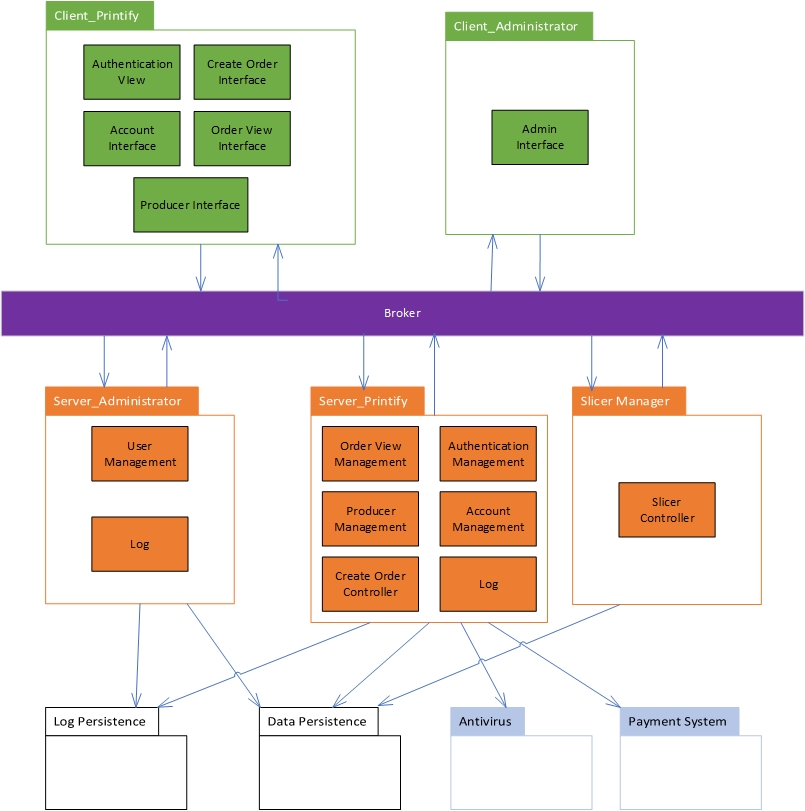 Client_Printify
Client_Administrator
Authentication
VIew
Create Order
Interface
Account
Interface
Order View
Interface
Producer Interface
Admin
Interface
Broker
Server_Administrator
Server_Printify
Slicer Manager
User
Management
Log
Order View
Management
Authentication
Management
Producer
Management
Account
Management
Create Order
Controller
Log
Slicer
Controller
Log Persistence
Data Persistence
Antivirus
Payment System